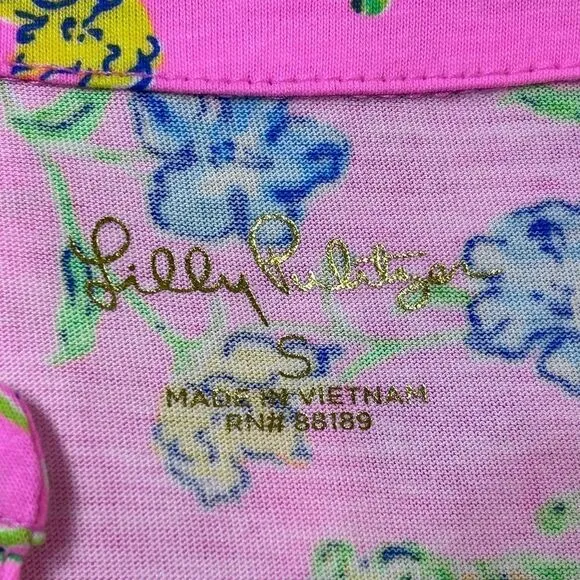 Lilly Pulitzer
S
MADE IN VIETNAM
RN# 88189